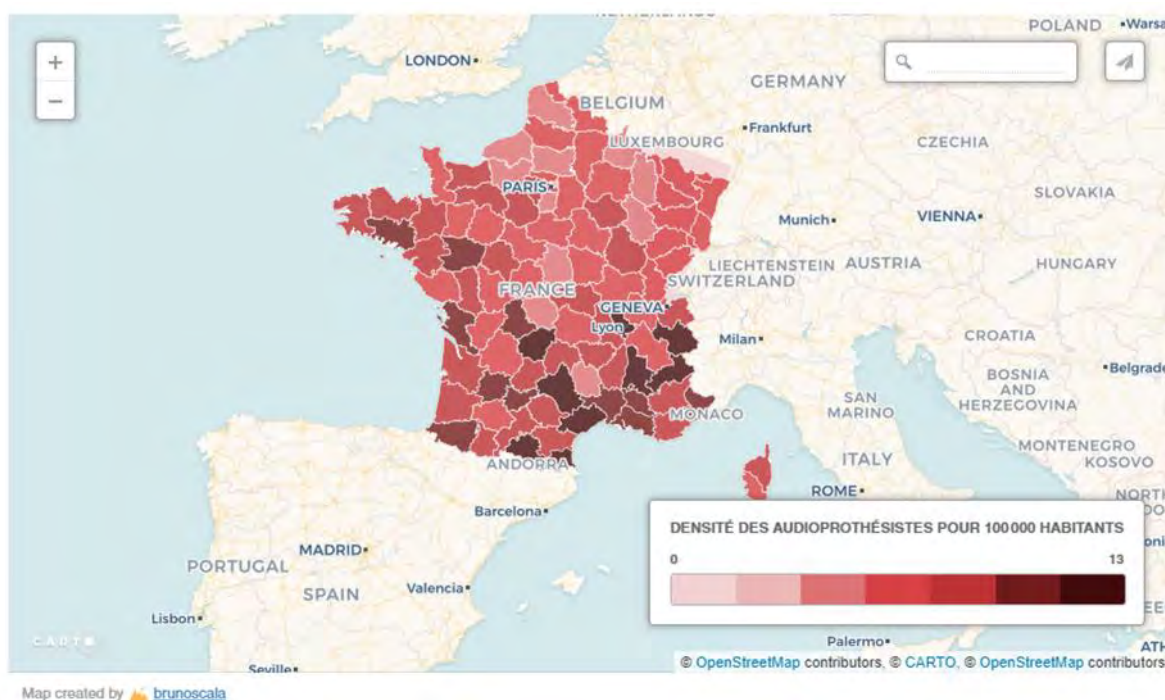 POLAND
Warsa
LONDON
GERMANY
BELGIUM
Frankfurt
LUXEMBOURG
CZECHIA
PARIS
SLOVAKIA
Munich
VIENNA
LIECHTENSTEIN
AUSTRIA
HUNGARY
SWITZERLAND
FRANCE
GENEVA
Lyon
Milan
CROATIA
BOSNIA
AND
HERZEGOVINA
Belgrade
SAN
MARINO
MONACO
ITALY
MONTENEGRO
KOSOVO
ANDORRA
ROME
Barcelona
MADRID
PORTUGAL
SPAIN
Valencia
Lisbon
Seville
Palermo
ATH
DENSITÉ DES AUDIOPROTHÉSISTES POUR 100000 HABITANTS
0 13
CARTO
© OpenStreetMap contributors, © CARTO, © OpenStreetMap contributors
Map created by brunoscala